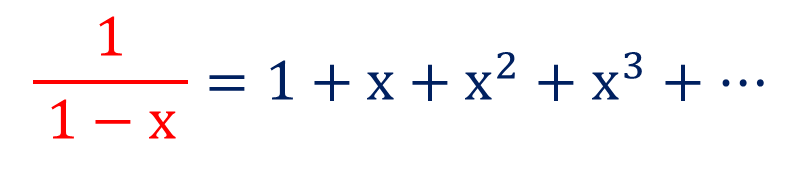 1/(1 − x) = 1 + x + x² + x³ + ⋯